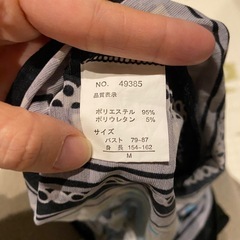 NO. 49385
品質表示
ポリエステル 95%
ポリウレタン 5%
サイズ
バスト 79-87
身長 154-162
M